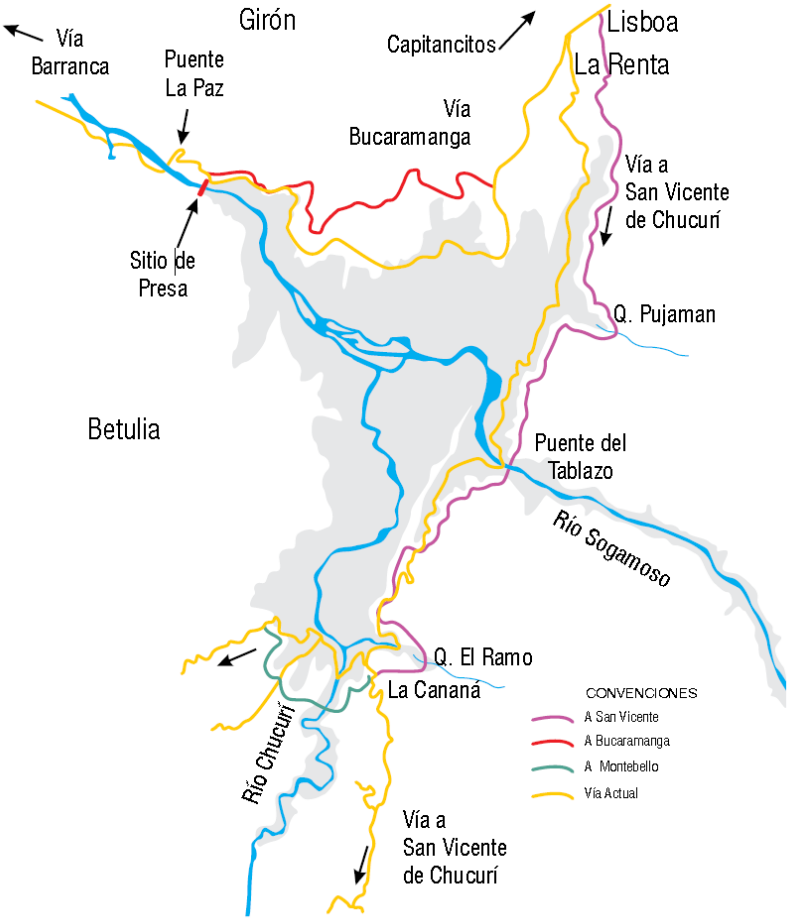 Girón
Lisboa
Capitancitos
Vía
Barranca
Puente
La Paz
La Renta
Vía
Bucaramanga
Vía a
San Vicente
de Chucurí
Sitio de
Presa
Q. Pujaman
Betulia
Puente del
Tablazo
Río Sogamoso
Q. El Ramo
La Cananá
Río Chucurí
CONVENCIONES
A San Vicente
A Bucaramanga
A Montebello
Vía Actual
Vía a
San Vicente
de Chucurí